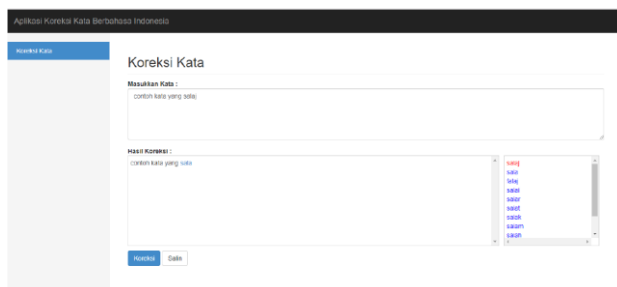 Aplikasi Koreksi Kata Berbahasa Indonesia
Koreksi Kata
Koreksi Kata
Masukkan Kata :
contoh kata yang salaj
Hasil Koreksi :
contoh kata yang sala
salaj
sala
telaj
salai
salar
salat
salak
salam
salah
Koreksi
Salin